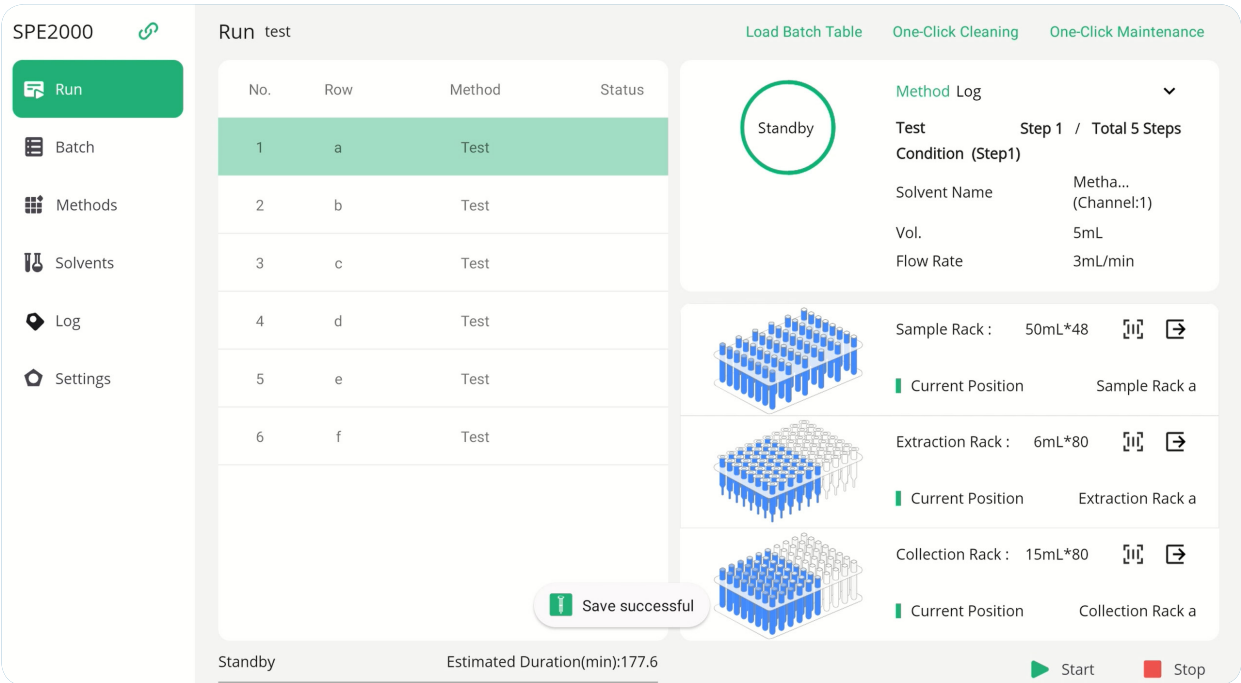 SPE2000
Run
Batch
Methods
Solvents
Log
Settings
Run test
Load Batch Table One-Click Cleaning One-Click Maintenance
No. Row Method Status
1 a Test
2 b Test
3 c Test
4 d Test
5 e Test
6 f Test
Save successful
Standby Estimated Duration(min):177.6
Standby
Method Log
Test Step 1 / Total 5 Steps
Condition (Step1)
Solvent Name Metha...
(Channel:1)
Vol. 5mL
Flow Rate 3mL/min
Sample Rack : 50mL*48
Current Position Sample Rack a
Extraction Rack : 6mL*80
Current Position Extraction Rack a
Collection Rack : 15mL*80
Current Position Collection Rack a
Start Stop